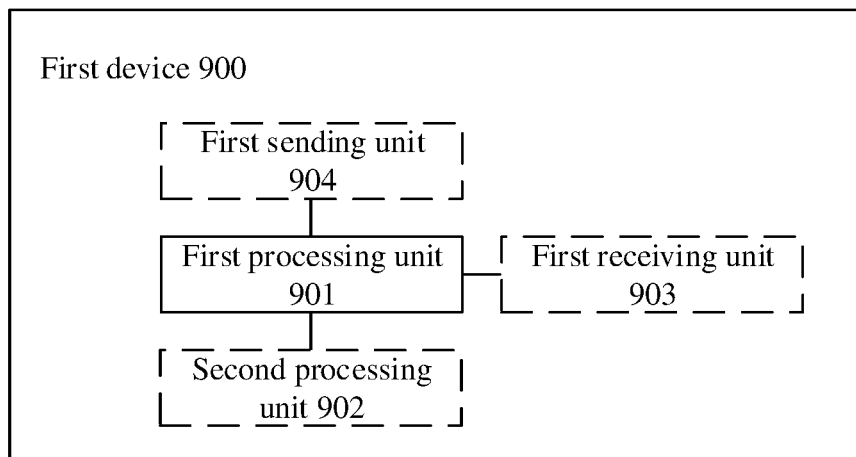 First device 900
First sending unit
904
First processing unit
901
First receiving unit
903
Second processing
unit 902